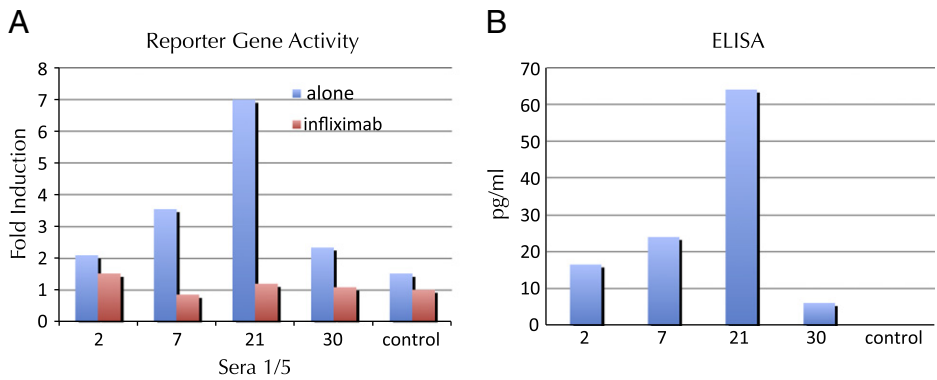 A
Reporter Gene Activity
8
7
6
5
4
3
2
1
0
Fold Induction
alone
infliximab
2 7 21 30 control
Sera 1/5
B
ELISA
70
60
50
40
30
20
10
0
pg/ml
2 7 21 30 control